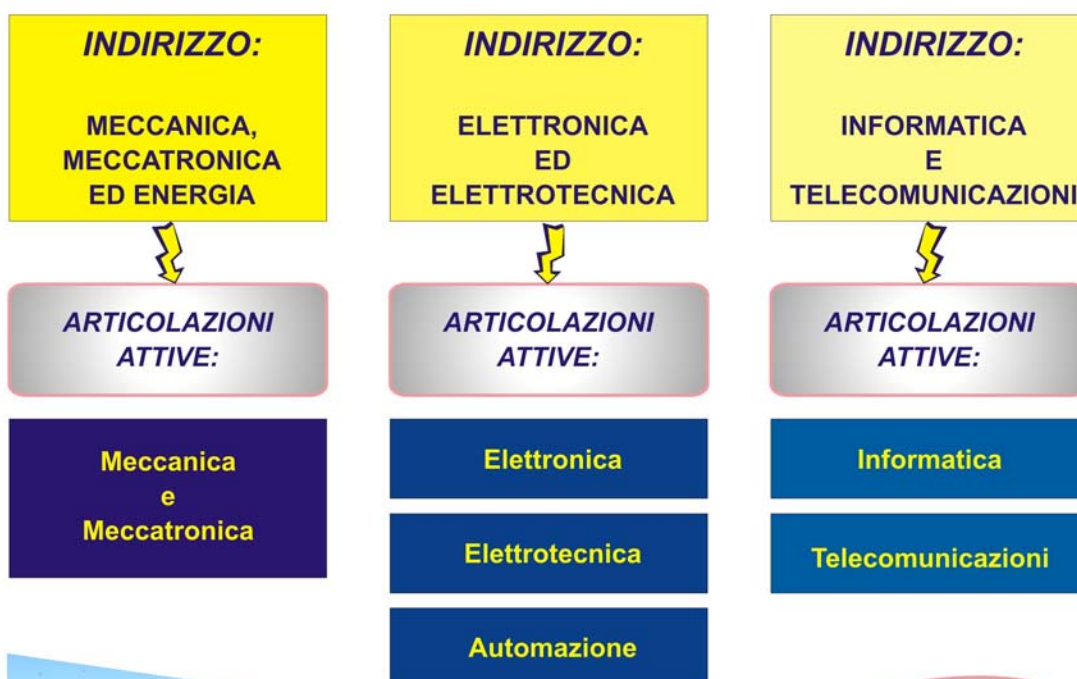 INDIRIZZO:
MECCANICA,
MECCATRONICA
ED ENERGIA
ARTICOLAZIONI
ATTIVE:
Meccanica
e
Meccatronica
INDIRIZZO:
ELETTRONICA
ED
ELETTROTECNICA
ARTICOLAZIONI
ATTIVE:
Elettronica
Elettrotecnica
Automazione
INDIRIZZO:
INFORMATICA
E
TELECOMUNICAZIONI
ARTICOLAZIONI
ATTIVE:
Informatica
Telecomunicazioni